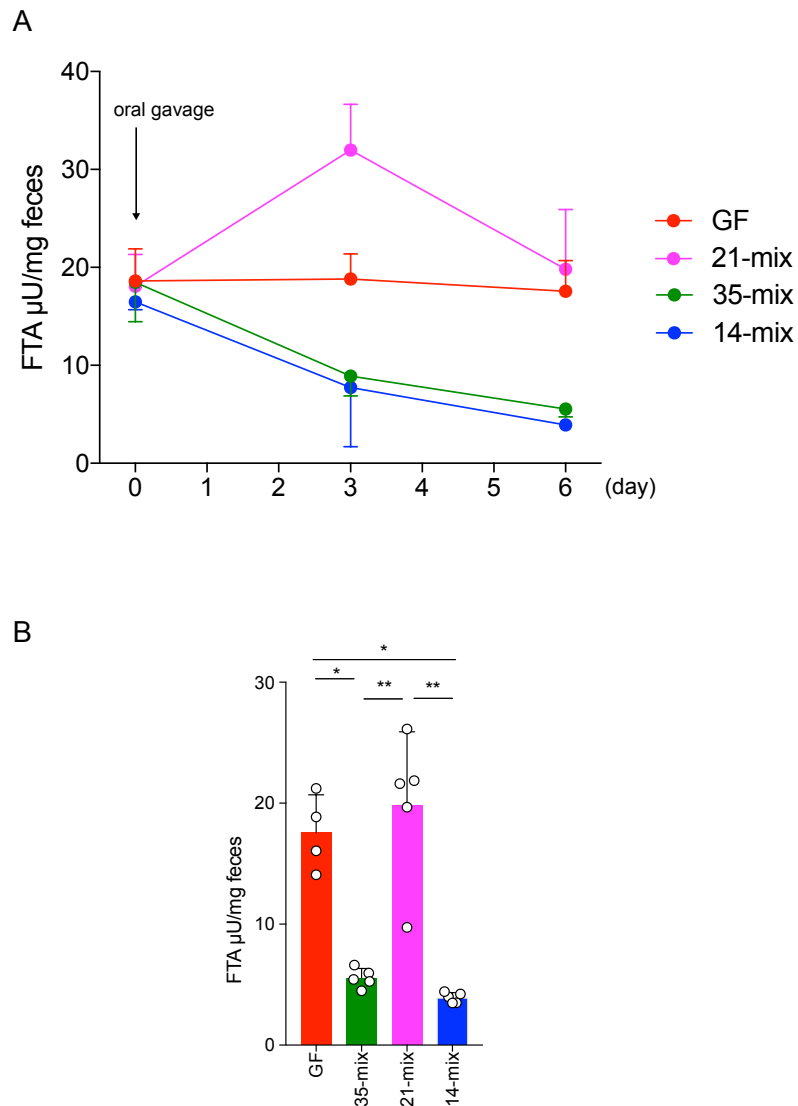 A
40
oral gavage
30
20
10
0
FTA µU/mg feces
0 1 2 3 4 5 6 (day)
GF
21-mix
35-mix
14-mix
B
*
* ** **
30
20
10
0
FTA µU/mg feces
GF
35-mix
21-mix
14-mix